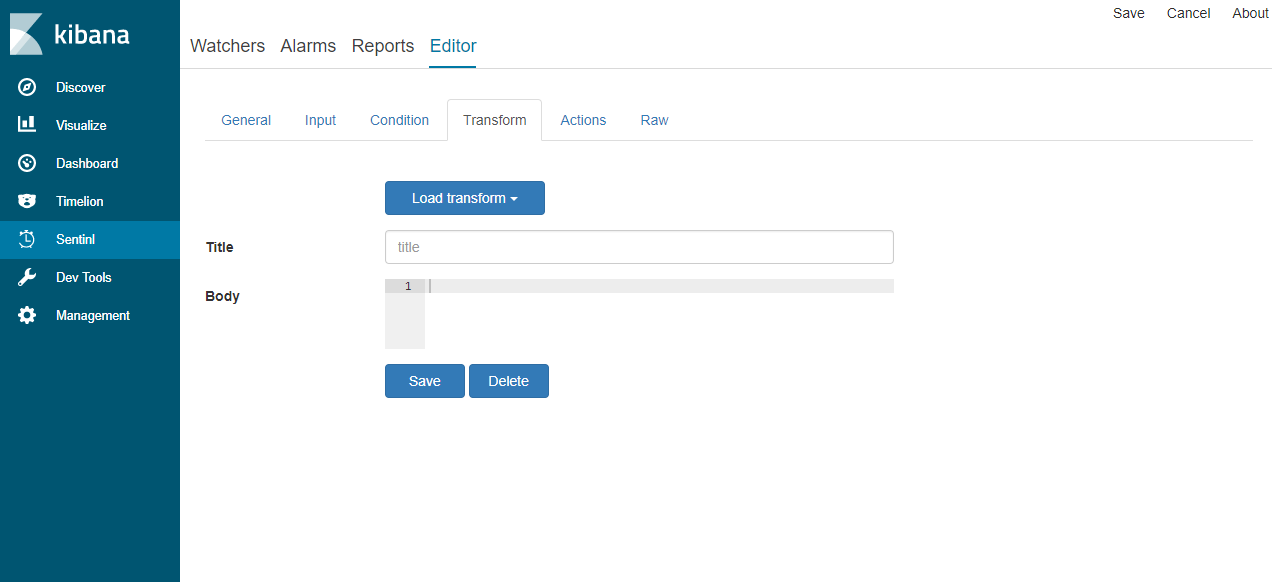 Save Cancel About
kibana
Watchers Alarms Reports Editor
Discover
Visualize
Dashboard
Timelion
Sentinl
Dev Tools
Management
General Input Condition Transform Actions Raw
Load transform
Title title
Body 1
Save Delete